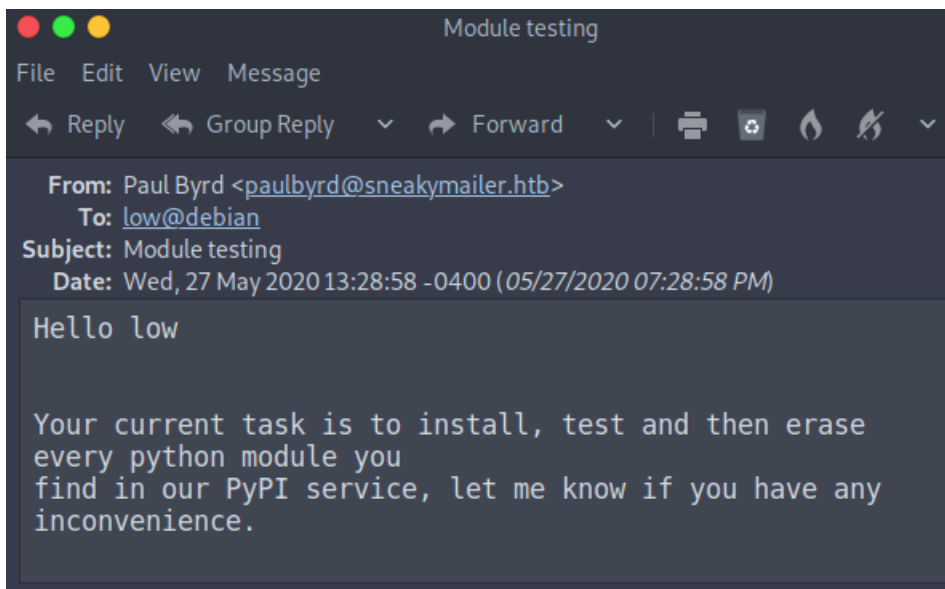 Module testing
File Edit View Message
Reply Group Reply Forward
From: Paul Byrd <paulbyrd@sneakymailer.htb>
To: low@debian
Subject: Module testing
Date: Wed, 27 May 2020 13:28:58 -0400 (05/27/2020 07:28:58 PM)
Hello low
Your current task is to install, test and then erase
every python module you
find in our PyPI service, let me know if you have any
inconvenience.